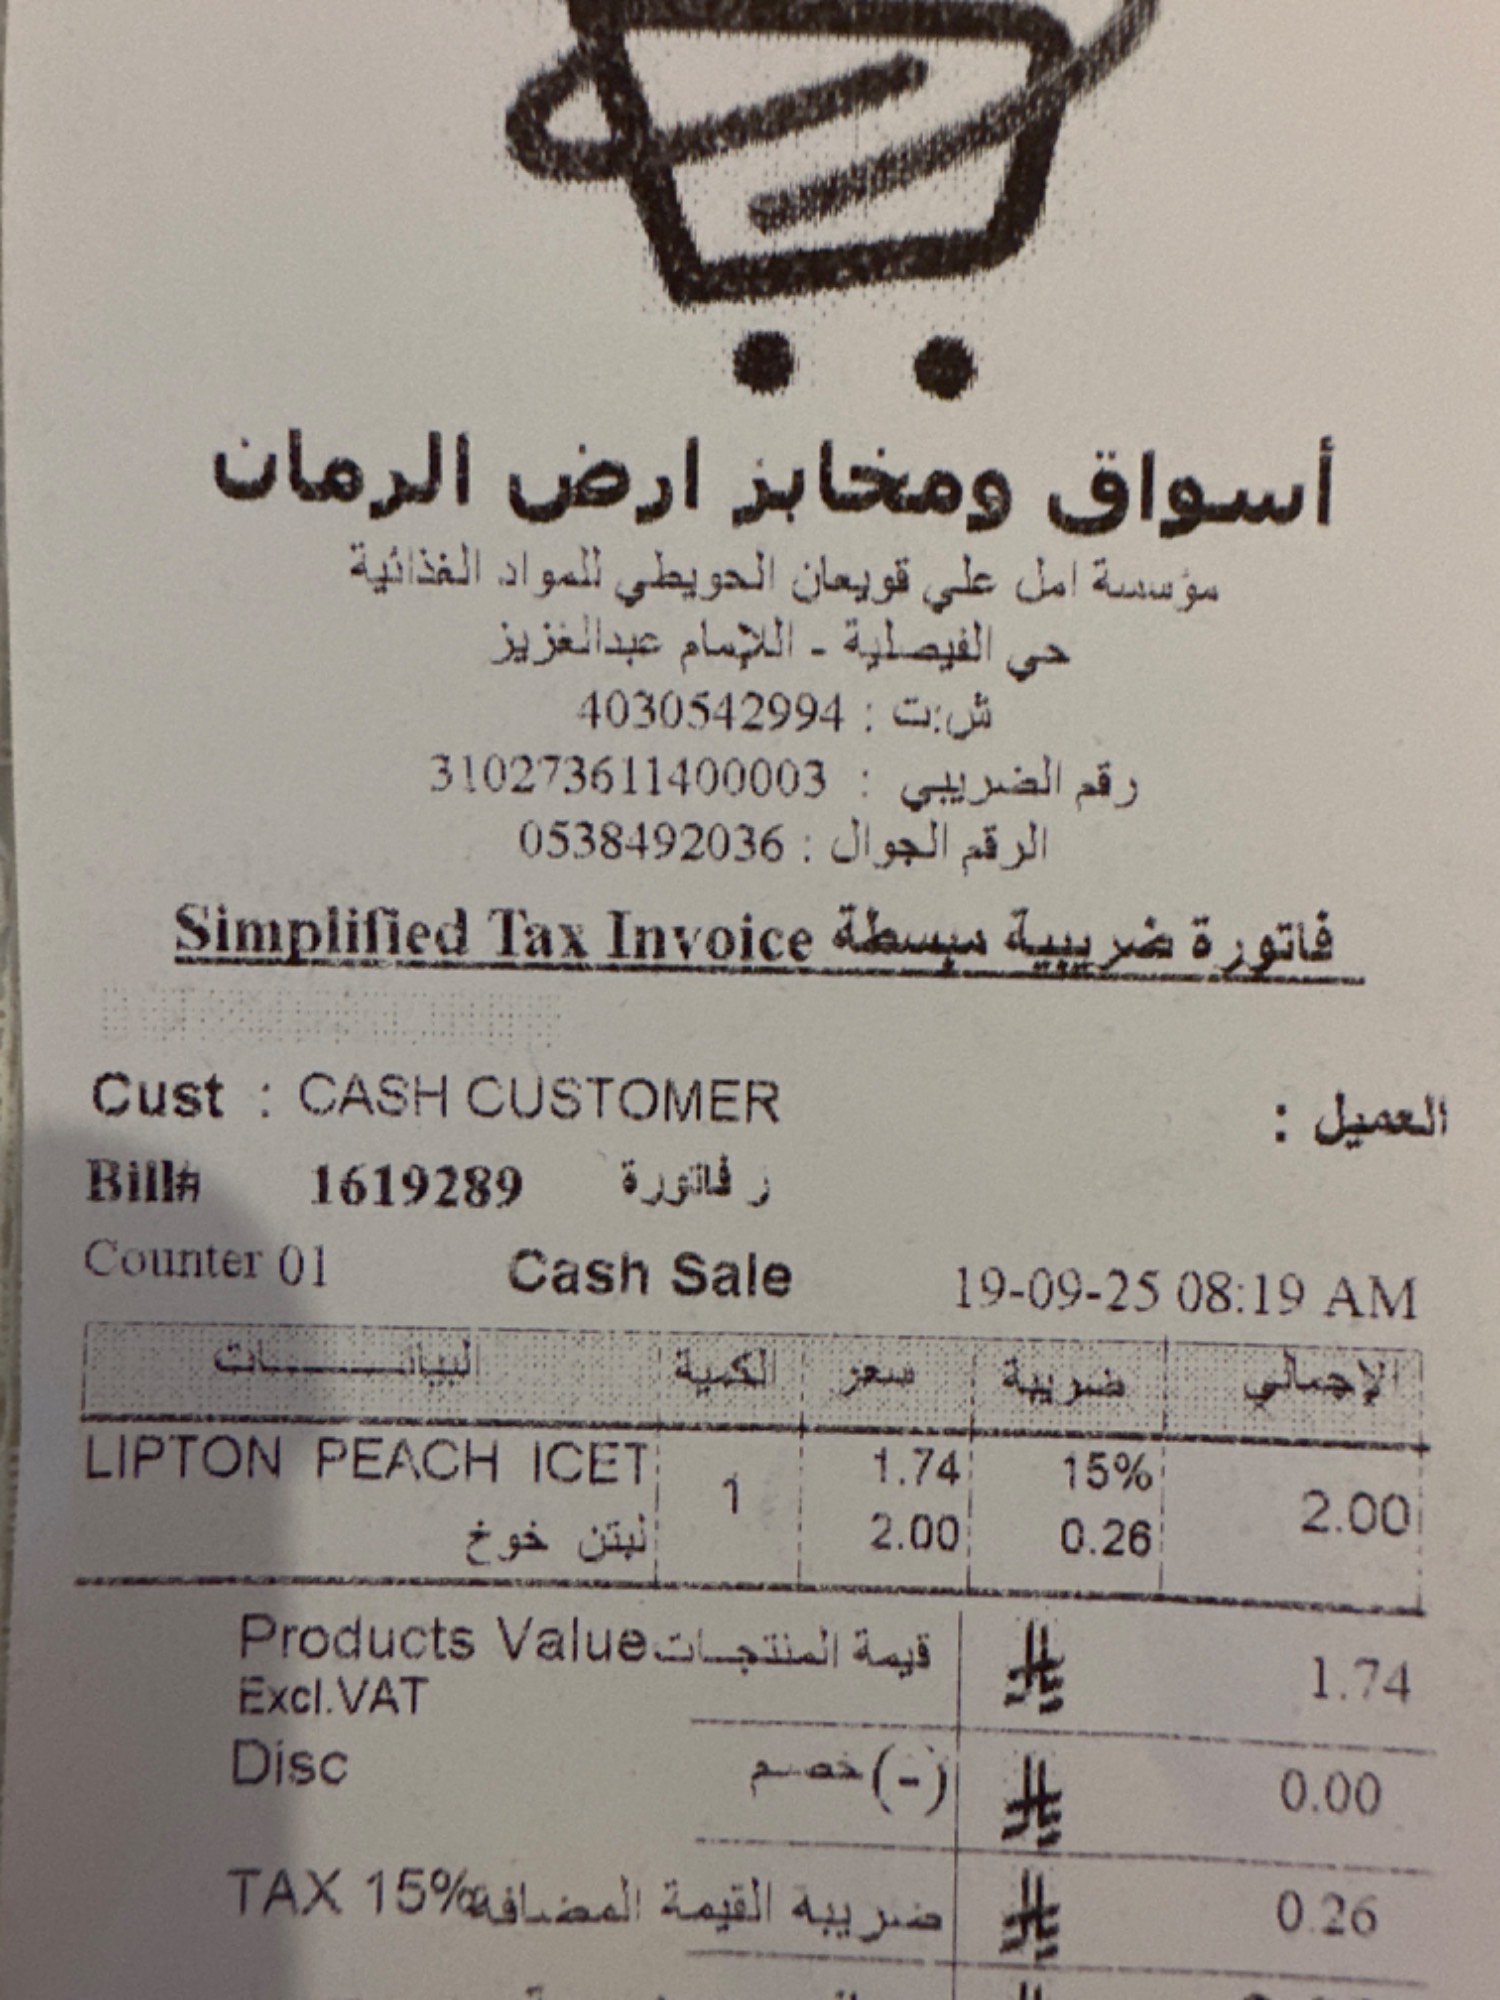 أسواق ومخابز ارض الرمان
مؤسسة امل علي قويعان الحويطي للمواد الغذائية
حي الفيصلية - اللإمام عبدالعزيز
ش:ت : 4030542994
رقم الضريبي : 310273611400003
الرقم الجوال : 0538492036
Simplified Tax Invoice فاتورة ضريبية مبسطة
Cust : CASH CUSTOMER العميل :
Bill# 1619289 ر فاتورة
Counter 01 Cash Sale 19-09-25 08:19 AM
البيانـــــــــات الكمية سعر ضريبة الإجمالي
LIPTON PEACH ICET 1 1.74 15% 2.00
لبتن خوخ 2.00 0.26
Products Value قيمة المنتجـات 1.74
Excl.VAT
Disc خصم (-) 0.00
TAX 15% ضريبة القيمة المضافة 0.26